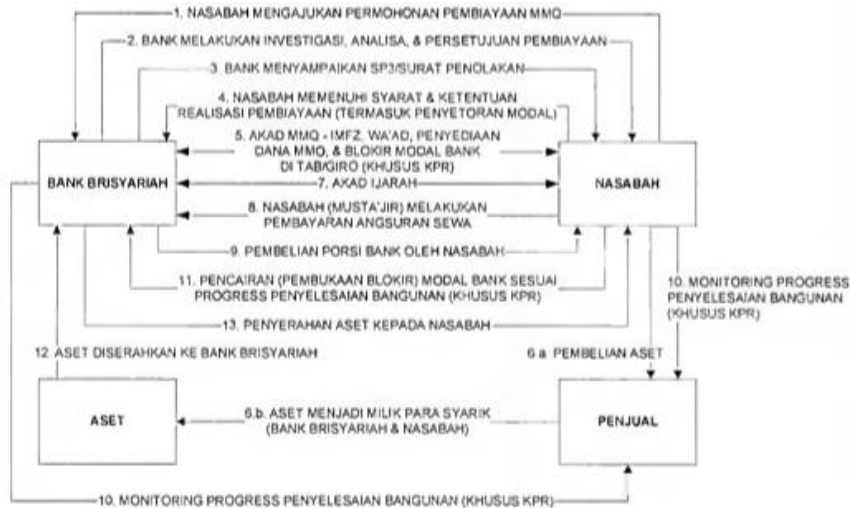 1. NASABAH MENGAJUKAN PERMOHONAN PEMBIAYAAN MMQ
2. BANK MELAKUKAN INVESTIGASI, ANALISA, & PERSETUJUAN PEMBIAYAAN
3. BANK MENYAMPAIKAN SP3/SURAT PENOLAKAN
4. NASABAH MEMENUHI SYARAT & KETENTUAN
REALISASI PEMBIAYAAN (TERMASUK PENYETORAN MODAL)
5. AKAD MMQ - IMFZ, WA'AD, PENYEDIAAN
DANA MMQ, & BLOKIR MODAL BANK
DI TAB/GIRO (KHUSUS KPR)
BANK BRISYARIAH
NASABAH
7. AKAD IJARAH
8. NASABAH (MUSTA'JIR) MELAKUKAN
PEMBAYARAN ANGSURAN SEWA
9. PEMBELIAN PORSI BANK OLEH NASABAH
11. PENCAIRAN (PEMBUKAAN BLOKIR) MODAL BANK SESUAI
PROGRESS PENYELESAIAN BANGUNAN (KHUSUS KPR)
10. MONITORING PROGRESS
PENYELESAIAN BANGUNAN
(KHUSUS KPR)
13. PENYERAHAN ASET KEPADA NASABAH
12. ASET DISERAHKAN KE BANK BRISYARIAH
6 a. PEMBELIAN ASET
ASET
6.b. ASET MENJADI MILIK PARA SYARIK
(BANK BRISYARIAH & NASABAH)
PENJUAL
10. MONITORING PROGRESS PENYELESAIAN BANGUNAN (KHUSUS KPR)